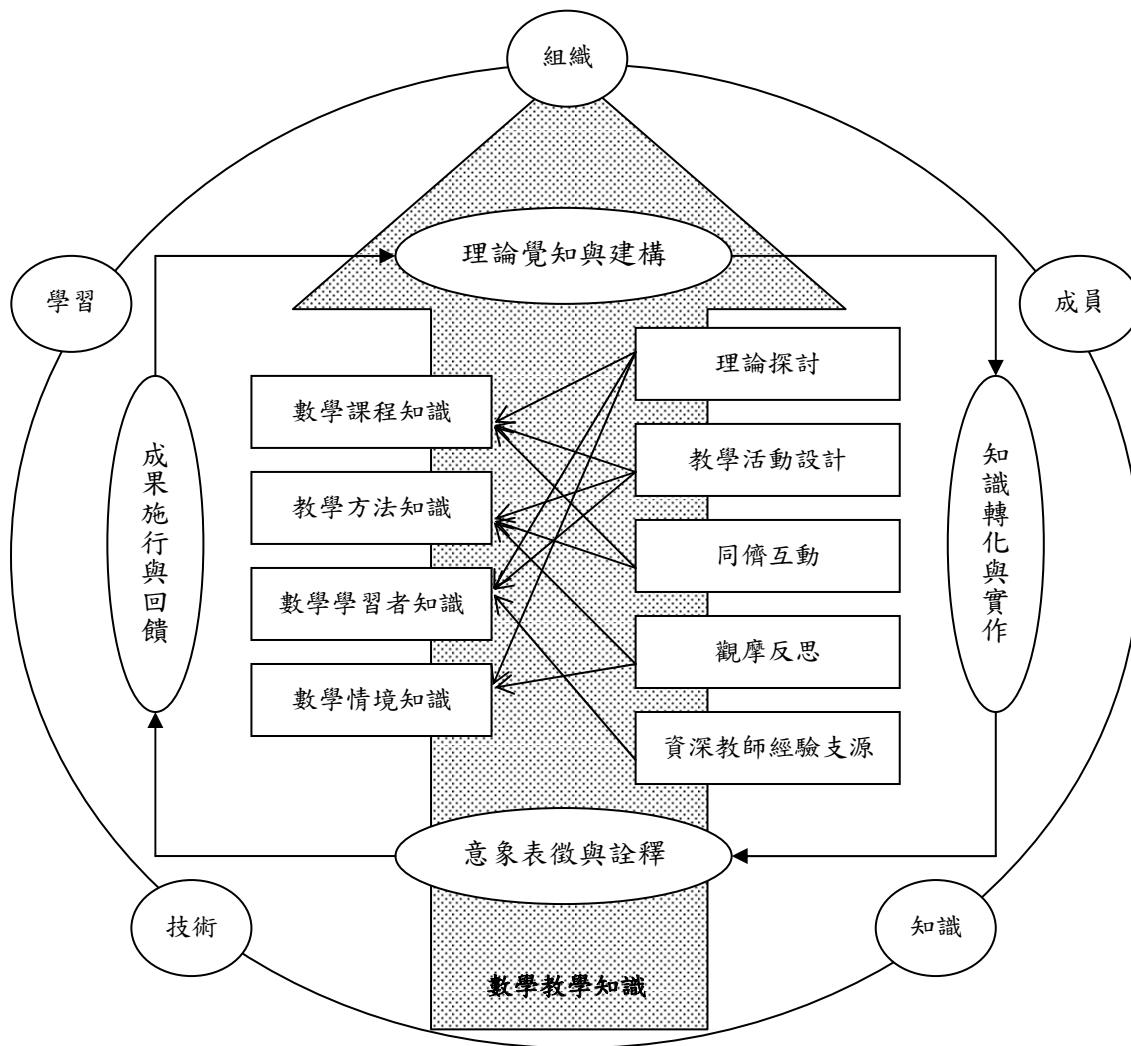 組織
理論覺知與建構
學習
成員
理論探討
數學課程知識
教學活動設計
教學方法知識
同儕互動
數學學習者知識
觀摩反思
數學情境知識
資深教師經驗支源
成果施行與回饋
知識轉化與實作
意象表徵與詮釋
技術
知識
數學教學知識